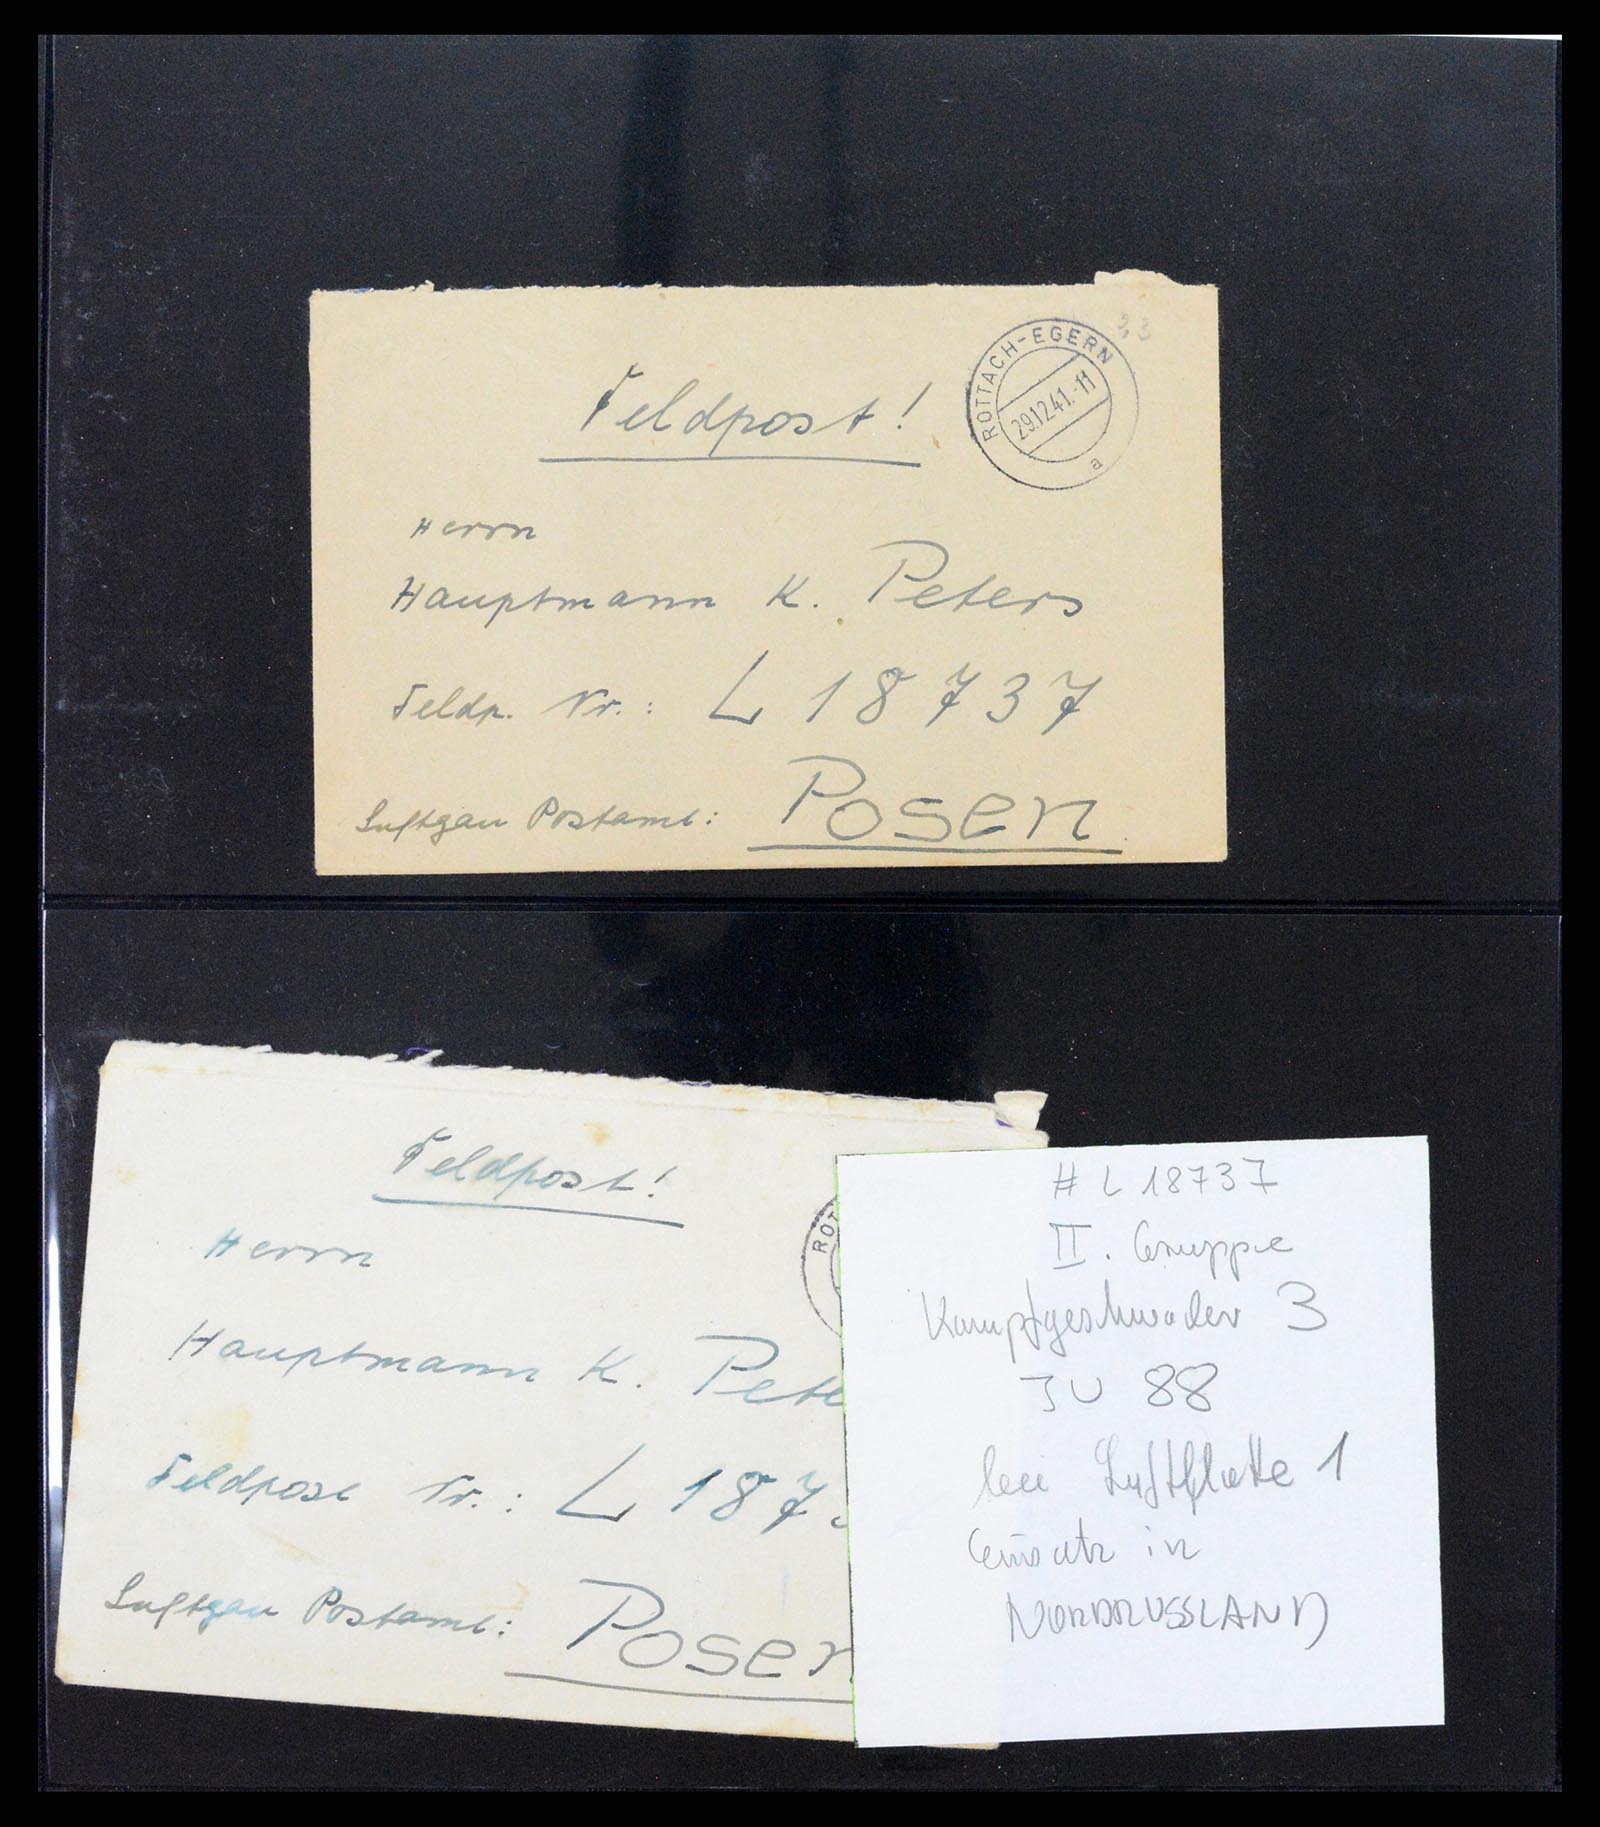 33
ROTTACH-EGERN
29.12.41.-11
a
Feldpost!
Herrn
Hauptmann K. Peters
Feldp. Nr.: L 18737
Luftgau Postamt: Posen
Feldpost!
ROT
Herrn
Hauptmann K. Pete
Feldpost Nr.: L 187
Luftgau Postamt: Posen
# L 18737
II. Gruppe
Kampfgeschwader 3
JU 88
bei Luftflotte 1
Einsatz in
NORDRUSSLAND